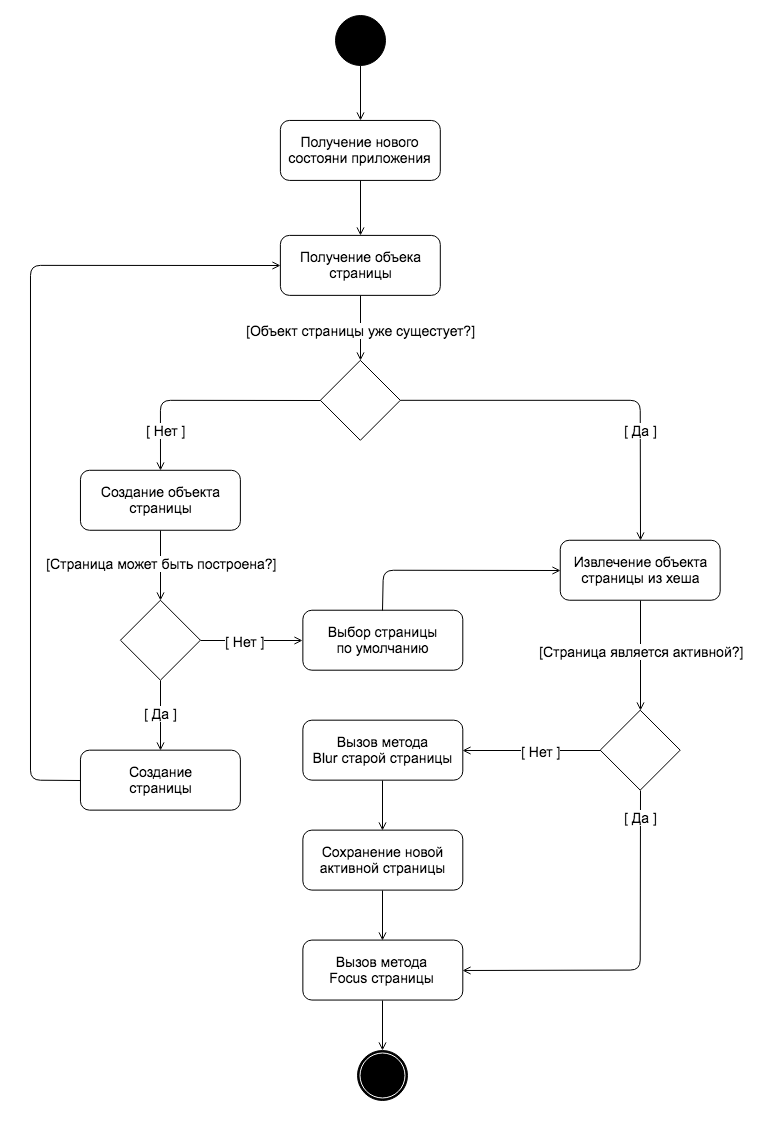 Получение нового
состояни приложения
Получение объека
страницы
[Объект страницы уже сущестует?]
[ Нет ]
[ Да ]
Создание объекта
страницы
[Страница может быть построена?]
Извлечение объекта
страницы из хеша
[ Нет ]
Выбор страницы
по умолчанию
[Страница является активной?]
[ Да ]
Создание
страницы
Вызов метода
Blur старой страницы
[ Нет ]
[ Да ]
Сохранение новой
активной страницы
Вызов метода
Focus страницы